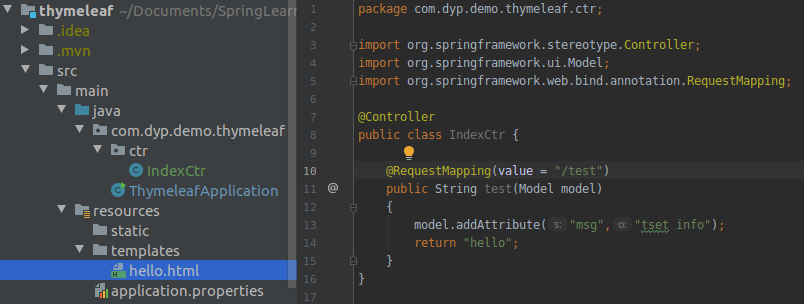 thymeleaf ~/Documents/SpringLearn
.idea
.mvn
src
main
java
com.dyp.demo.thymeleaf
ctr
IndexCtr
ThymeleafApplication
resources
static
templates
hello.html
application.properties
1 package com.dyp.demo.thymeleaf.ctr;
2
3 import org.springframework.stereotype.Controller;
4 import org.springframework.ui.Model;
5 import org.springframework.web.bind.annotation.RequestMapping;
6
7 @Controller
8 public class IndexCtr {
9
10 @RequestMapping(value = "/test")
11 @ public String test(Model model)
12 {
13 model.addAttribute( s: "msg", o: "tset info");
14 return "hello";
15 }
16 }
17